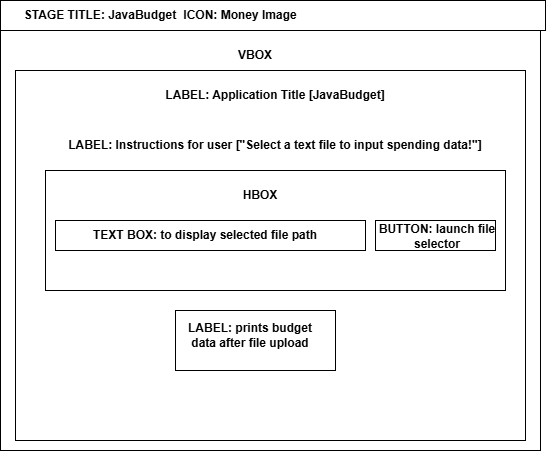 STAGE TITLE: JavaBudget  ICON: Money Image
VBOX
LABEL: Application Title [JavaBudget]
LABEL: Instructions for user ["Select a text file to input spending data!"]
HBOX
TEXT BOX: to display selected file path
BUTTON: launch file
selector
LABEL: prints budget
data after file upload